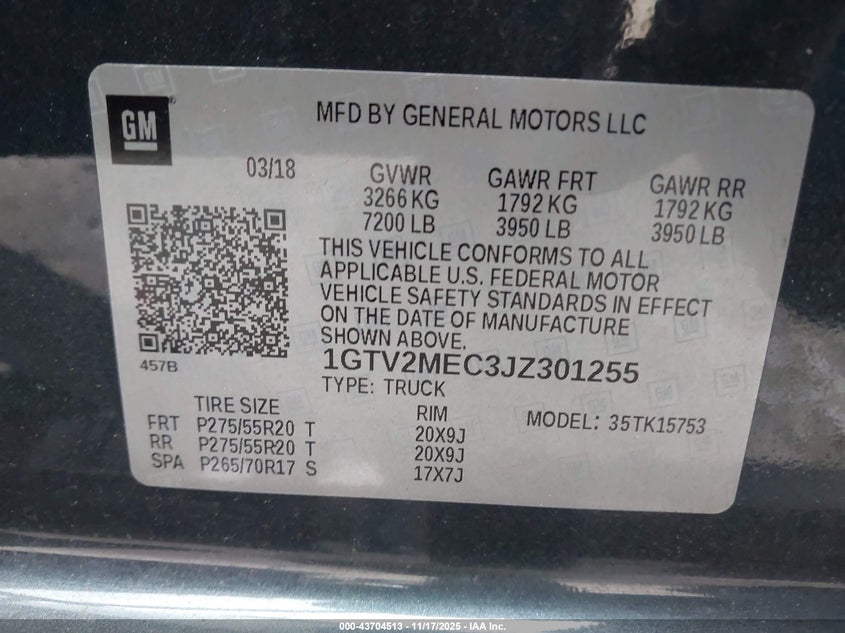 GM
MFD BY GENERAL MOTORS LLC
03/18
GVWR
3266 KG
7200 LB
GAWR FRT
1792 KG
3950 LB
GAWR RR
1792 KG
3950 LB
THIS VEHICLE CONFORMS TO ALL
APPLICABLE U.S. FEDERAL MOTOR
VEHICLE SAFETY STANDARDS IN EFFECT
ON THE DATE OF MANUFACTURE
SHOWN ABOVE.
457B
1GTV2MEC3JZ301255
TYPE: TRUCK
TIRE SIZE
RIM
MODEL: 35TK15753
FRT P275/55R20 T 20X9J
RR P275/55R20 T 20X9J
SPA P265/70R17 S 17X7J
000-43704513 - 11/17/2025 - IAA Inc.